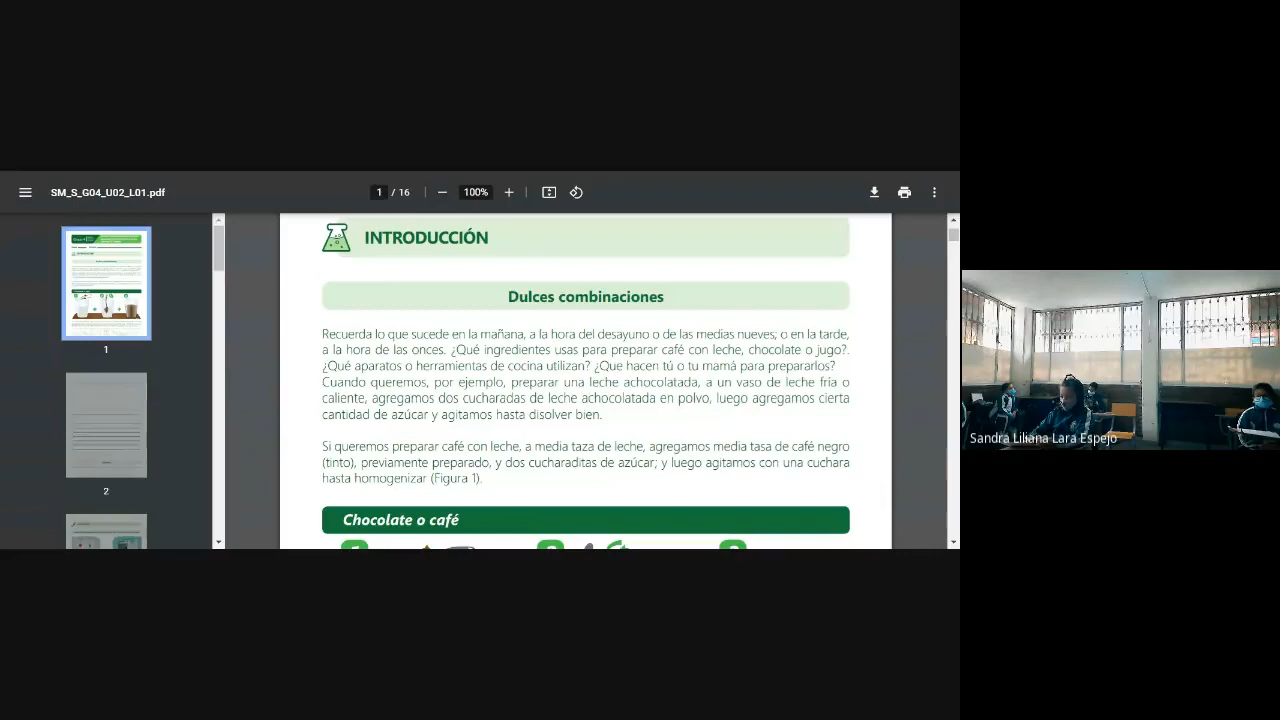 SM_S_G04_U02_L01.pdf
1 / 16
100%
INTRODUCCIÓN
Dulces combinaciones
Recuerda lo que sucede en la mañana, a la hora del desayuno o de las medias nueves; o en la tarde,
a la hora de las onces. ¿Qué ingredientes usas para preparar café con leche, chocolate o jugo?.
¿Qué aparatos o herramientas de cocina utilizan? ¿Que hacen tú o tu mamá para prepararlos?
Cuando queremos, por ejemplo, preparar una leche achocolatada, a un vaso de leche fría o
caliente, agregamos dos cucharadas de leche achocolatada en polvo, luego agregamos cierta
cantidad de azúcar y agitamos hasta disolver bien.
Si queremos preparar café con leche, a media taza de leche, agregamos media tasa de café negro
(tinto), previamente preparado, y dos cucharaditas de azúcar; y luego agitamos con una cuchara
hasta homogenizar (Figura 1).
Chocolate o café
1
2
Sandra Liliana Lara Espejo